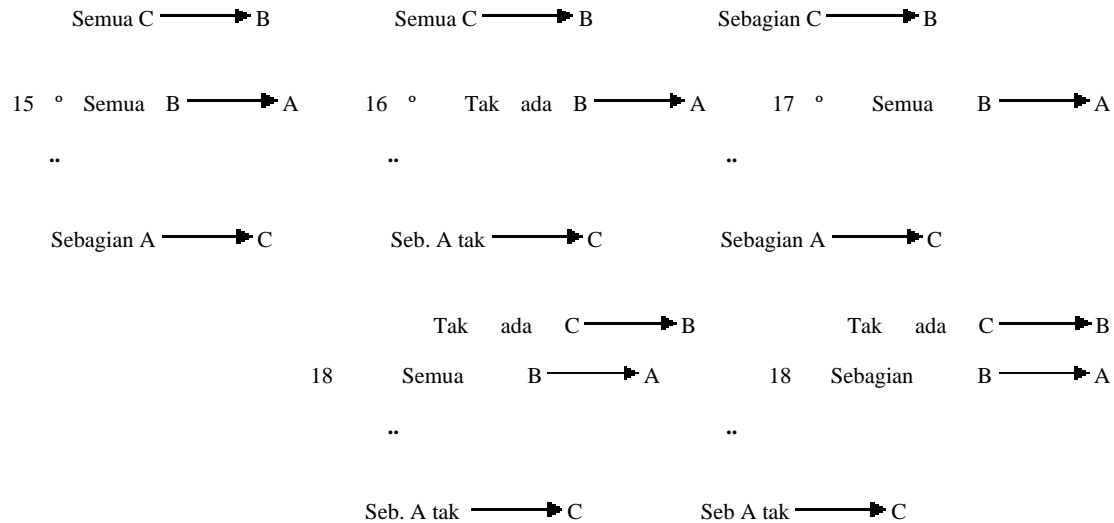 Semua C B Semua C B Sebagian C B
15 º Semua B A 16 º Tak ada B A 17 º Semua B A
.. .. ..
Sebagian A C Seb. A tak C Sebagian A C
Tak ada C B Tak ada C B
18 Semua B A 18 Sebagian B A
.. ..
Seb. A tak C Seb A tak C